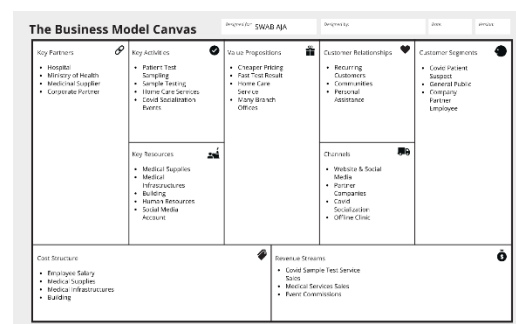 The Business Model Canvas
Designed for: SWAB AJA
Designed by:
Date:
Version:
Key Partners
• Hospital
• Ministry of Health
• Medicinal Supplier
• Corporate Partner
Key Activities
• Patient Test
Sampling
• Sample Testing
• Home Care Services
• Covid Socialization
Events
Key Resources
• Medical Supplies
• Medical
Infrastructures
• Building
• Human Resources
• Social Media
Account
Value Propositions
• Cheaper Pricing
• Fast Test Result
• Home Care
Service
• Many Branch
Offices
Customer Relationships
• Recurring
Customers
• Communities
• Personal
Assistance
Channels
• Website & Social
Media
• Partner
Companies
• Covid
Socialization
• Offline Clinic
Customer Segments
• Covid Patient
Suspect
• General Public
• Company
Partner
Employee
Cost Structure
• Employee Salary
• Medical Supplies
• Medical Infrastructures
• Building
Revenue Streams
• Covid Sample Test Service
Sales
• Medical Services Sales
• Event Commissions